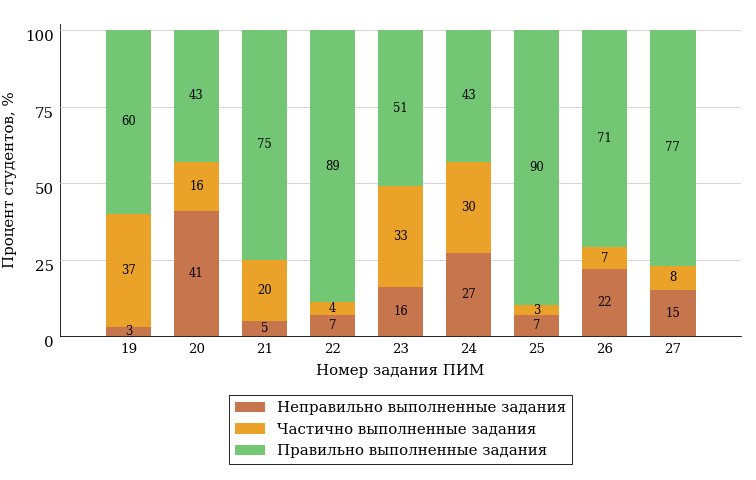 Процент студентов, %
100
75
50
25
0
60 43 75 89 51 43 90 71 77
37 16 20 4 33 30 3 7 8
3 41 5 7 16 27 7 22 15
19 20 21 22 23 24 25 26 27
Номер задания ПИМ
Неправильно выполненные задания
Частично выполненные задания
Правильно выполненные задания